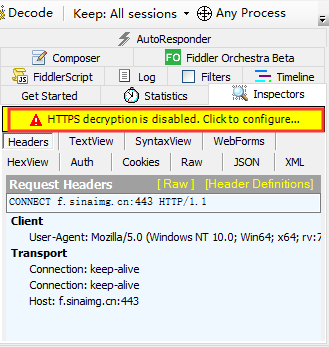 Decode Keep: All sessions Any Process
AutoResponder
Composer FO Fiddler Orchestra Beta
FiddlerScript Log Filters Timeline
Get Started Statistics Inspectors
HTTPS decryption is disabled. Click to configure...
Headers TextView SyntaxView WebForms
HexView Auth Cookies Raw JSON XML
Request Headers [ Raw ] [Header Definitions]
CONNECT f.sinaimg.cn:443 HTTP/1.1
Client
User-Agent: Mozilla/5.0 (Windows NT 10.0; Win64; x64; rv:7
Transport
Connection: keep-alive
Connection: keep-alive
Host: f.sinaimg.cn:443